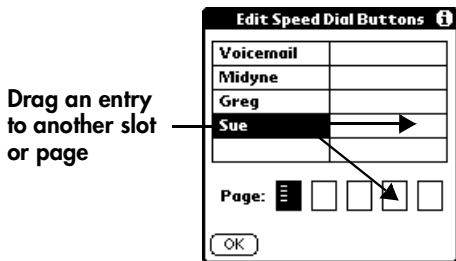 Edit Speed Dial Buttons i
Voicemail
Midyne
Drag an entry
to another slot
or page
Greg
Sue
Page:
OK